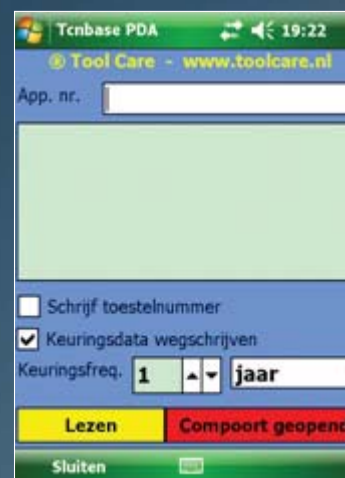 Tcnbase PDA 19:22
® Tool Care - www.toolcare.nl
App. nr.
Schrijf toestelnummer
Keuringsdata wegschrijven
Keuringsfreq. 1 jaar
Lezen Compoort geopend
Sluiten